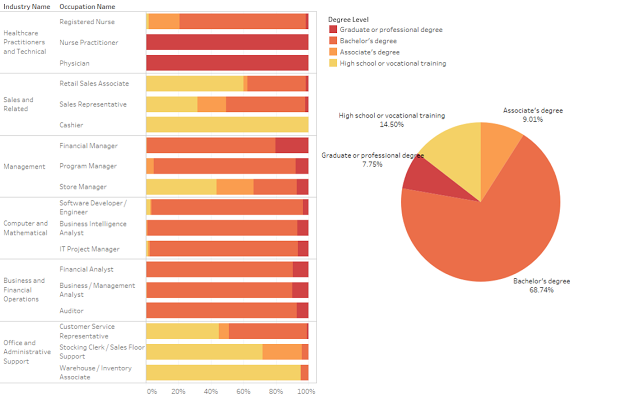 Industry Name Occupation Name
Healthcare
Practitioners
and Technical
Registered Nurse
Nurse Practitioner
Physician
Sales and
Related
Retail Sales Associate
Sales Representative
Cashier
Management
Financial Manager
Program Manager
Store Manager
Computer and
Mathematical
Software Developer /
Engineer
Business Intelligence
Analyst
IT Project Manager
Business and
Financial
Operations
Financial Analyst
Business / Management
Analyst
Auditor
Office and
Administrative
Support
Customer Service
Representative
Stocking Clerk / Sales Floor
Support
Warehouse / Inventory
Associate
0% 20% 40% 60% 80% 100%
Degree Level
Graduate or professional degree
Bachelor's degree
Associate's degree
High school or vocational training
Associate's degree
9.01%
High school or vocational training
14.50%
Graduate or professional degree
7.75%
Bachelor's degree
68.74%